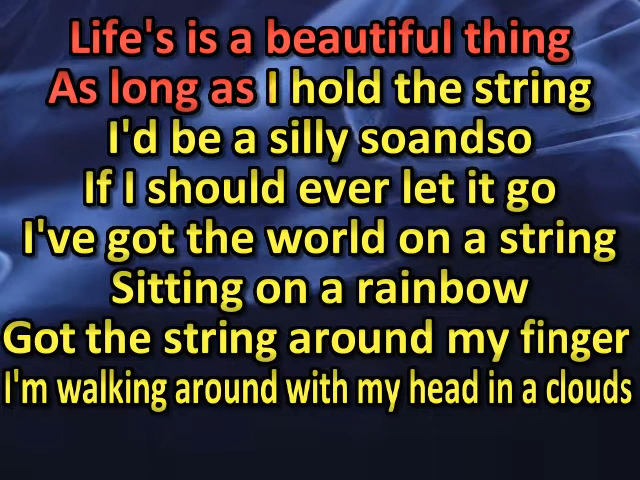 Life's is a beautiful thing
As long as I hold the string
I'd be a silly soandso
If I should ever let it go
I've got the world on a string
Sitting on a rainbow
Got the string around my finger
I'm walking around with my head in a clouds